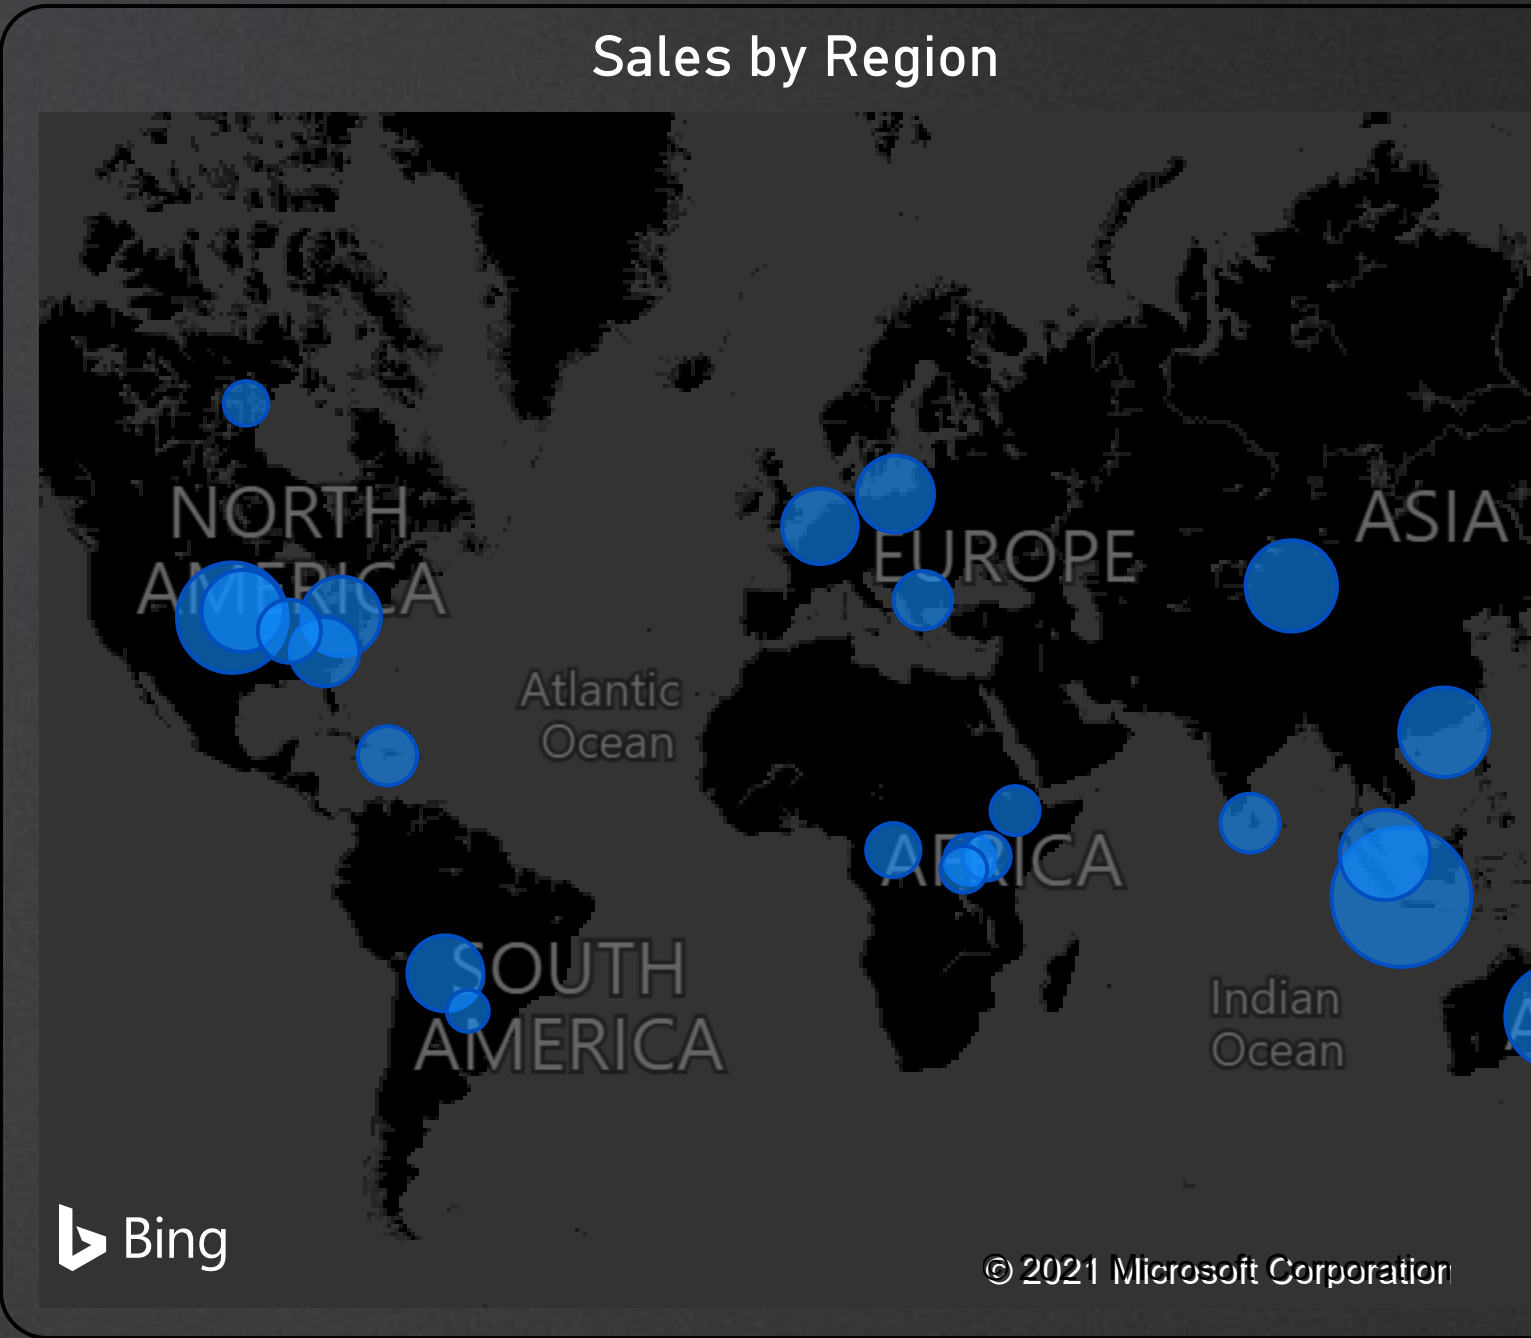 Sales by Region
NORTH
AMERICA
EUROPE
ASIA
Atlantic
Ocean
AFRICA
SOUTH
AMERICA
Indian
Ocean
A
Bing
© 2021 Microsoft Corporation